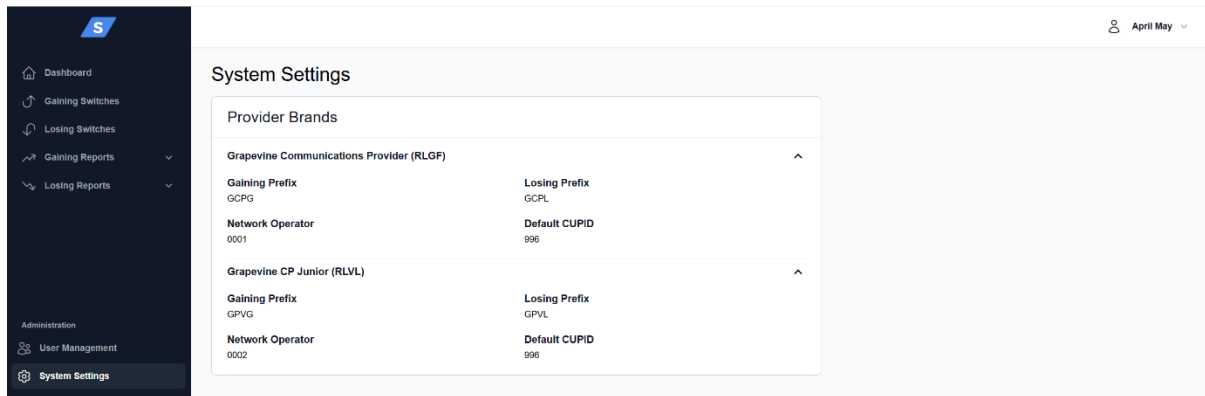 S
April May
Dashboard
Gaining Switches
Losing Switches
Gaining Reports
Losing Reports
Administration
User Management
System Settings
System Settings
Provider Brands
Grapevine Communications Provider (RLGF)
Gaining Prefix
GCPG
Losing Prefix
GCPL
Network Operator
0001
Default CUPID
996
Grapevine CP Junior (RLVL)
Gaining Prefix
GPVG
Losing Prefix
GPVL
Network Operator
0002
Default CUPID
996